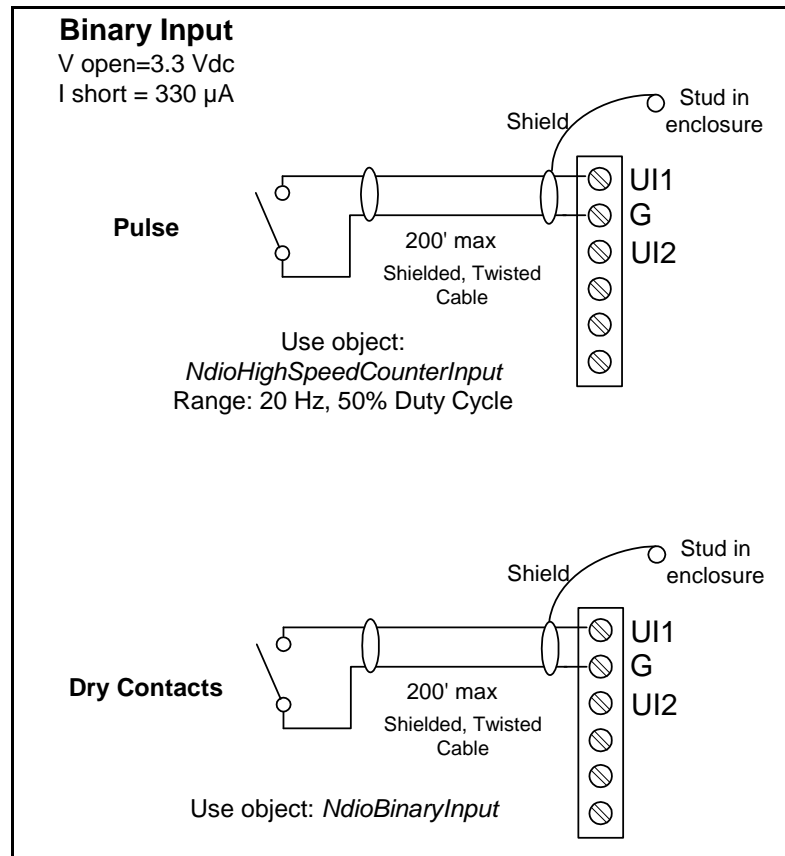 Binary Input
V open=3.3 Vdc
I short = 330 µA
Shield
Stud in
enclosure
UI1
G
UI2
Pulse
200' max
Shielded, Twisted
Cable
Use object:
NdioHighSpeedCounterInput
Range: 20 Hz, 50% Duty Cycle
Shield
Stud in
enclosure
UI1
G
UI2
Dry Contacts
200' max
Shielded, Twisted
Cable
Use object: NdioBinaryInput